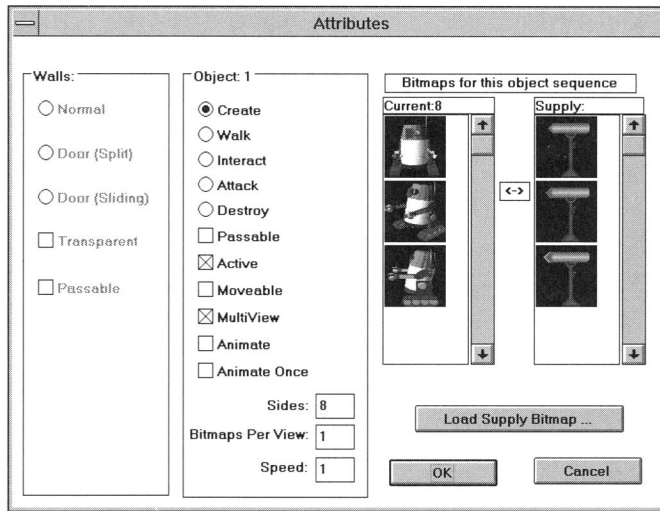 Attributes
Walls:
Normal
Door (Split)
Door (Sliding)
Transparent
Passable
Object: 1
Create
Walk
Interact
Attack
Destroy
Passable
Active
Moveable
MultiView
Animate
Animate Once
Sides: 8
Bitmaps Per View: 1
Speed: 1
Bitmaps for this object sequence
Current:8
Supply:
<->
Load Supply Bitmap ...
OK
Cancel